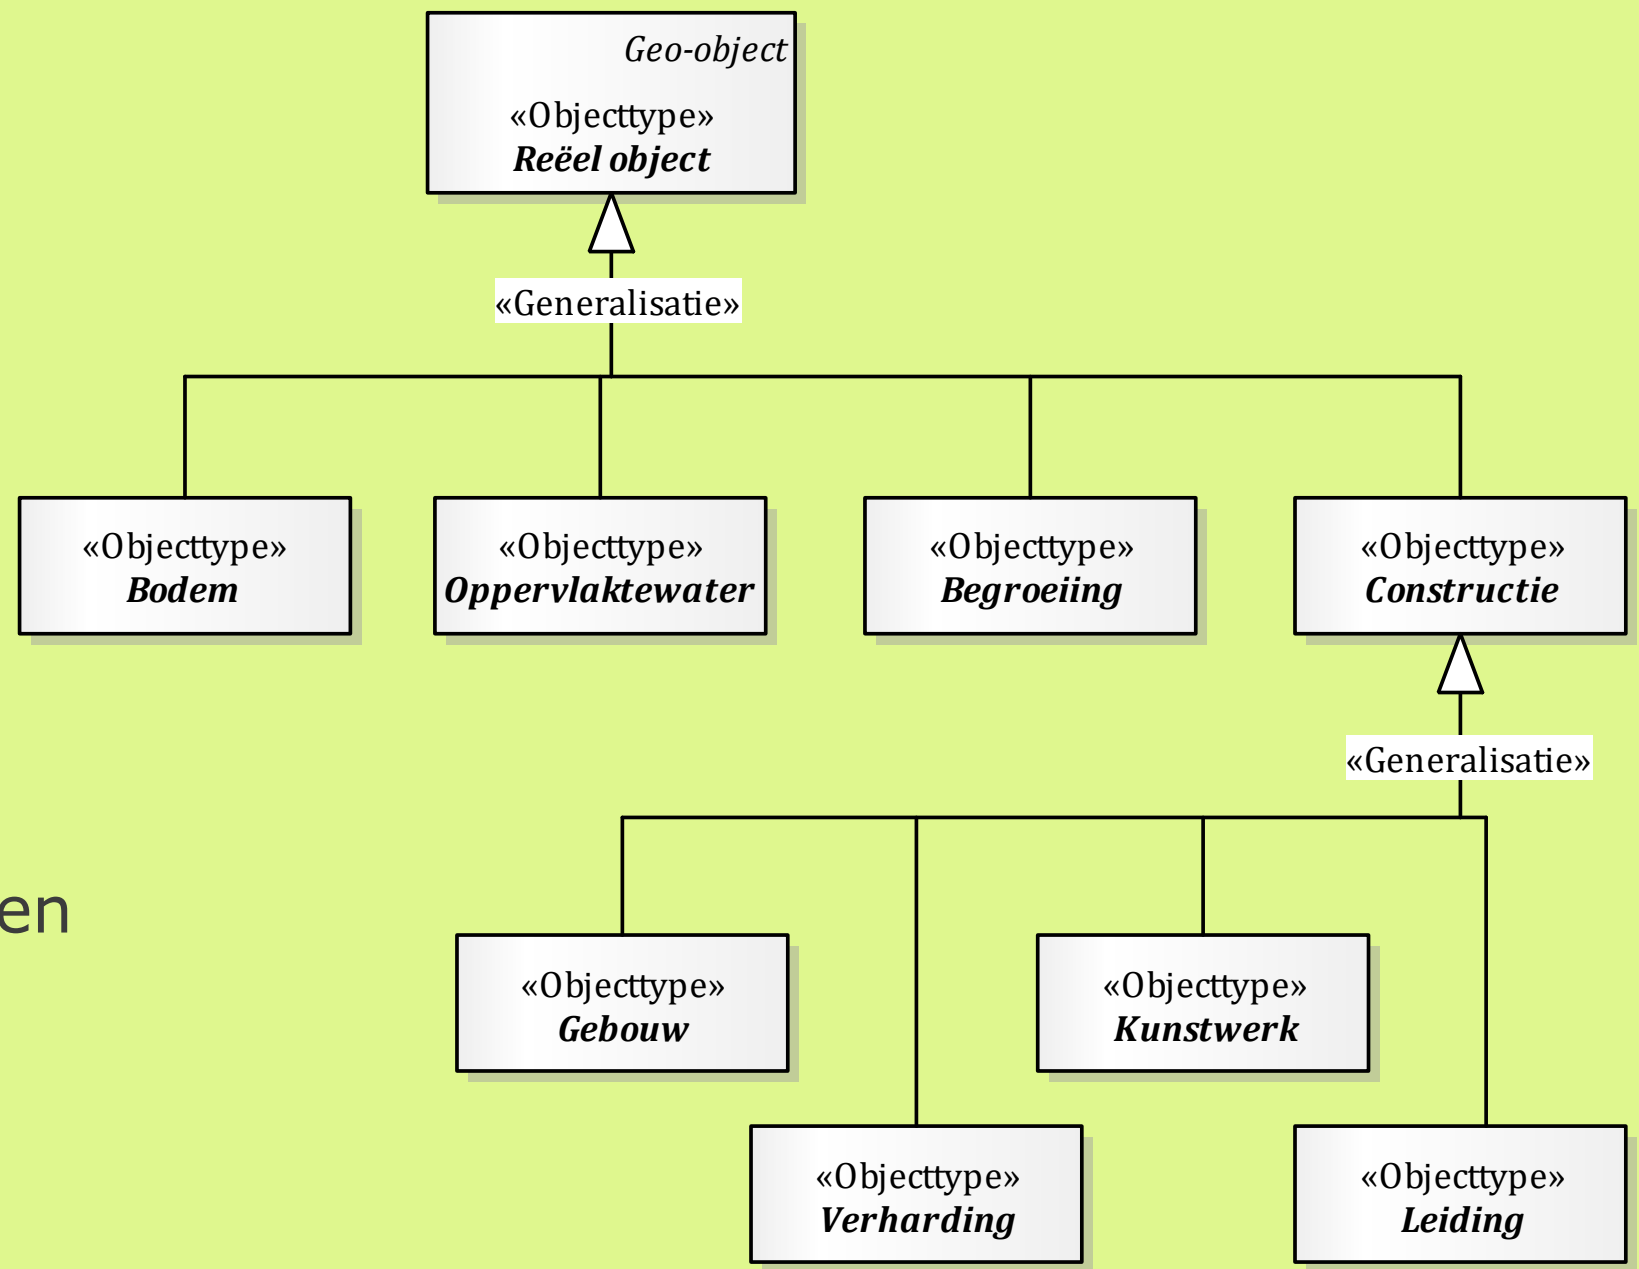 Geo-object
«Objecttype»
Reëel object
«Generalisatie»
«Objecttype»
Bodem
«Objecttype»
Oppervlaktewater
«Objecttype»
Begroeiing
«Objecttype»
Constructie
«Generalisatie»
en
«Objecttype»
Gebouw
«Objecttype»
Kunstwerk
«Objecttype»
Verharding
«Objecttype»
Leiding